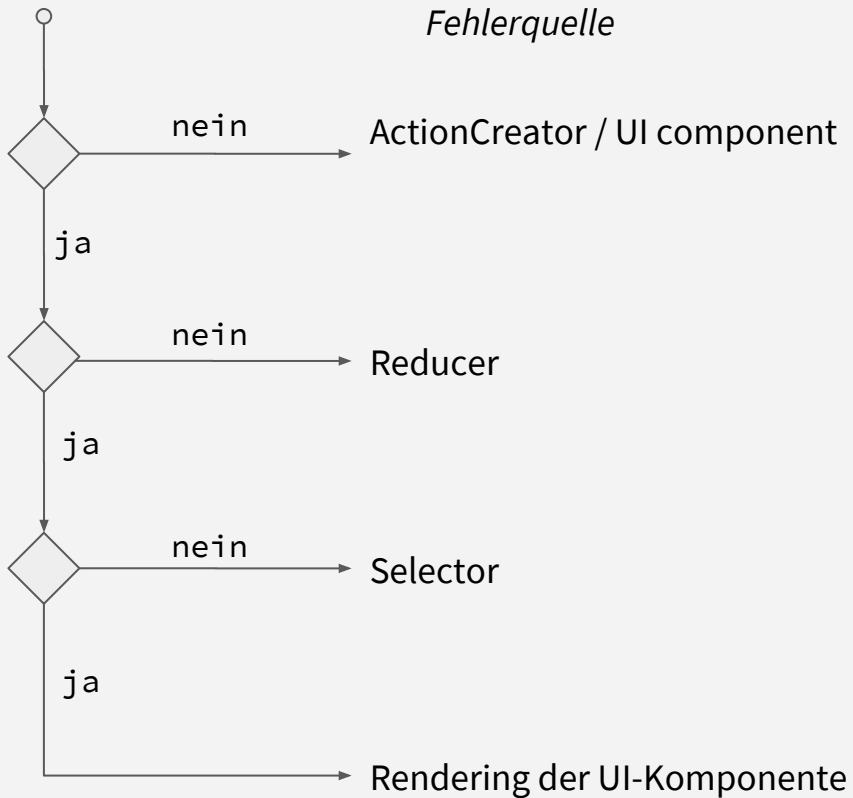 Fehlerquelle
nein
ActionCreator / UI component
ja
nein
Reducer
ja
nein
Selector
ja
Rendering der UI-Komponente